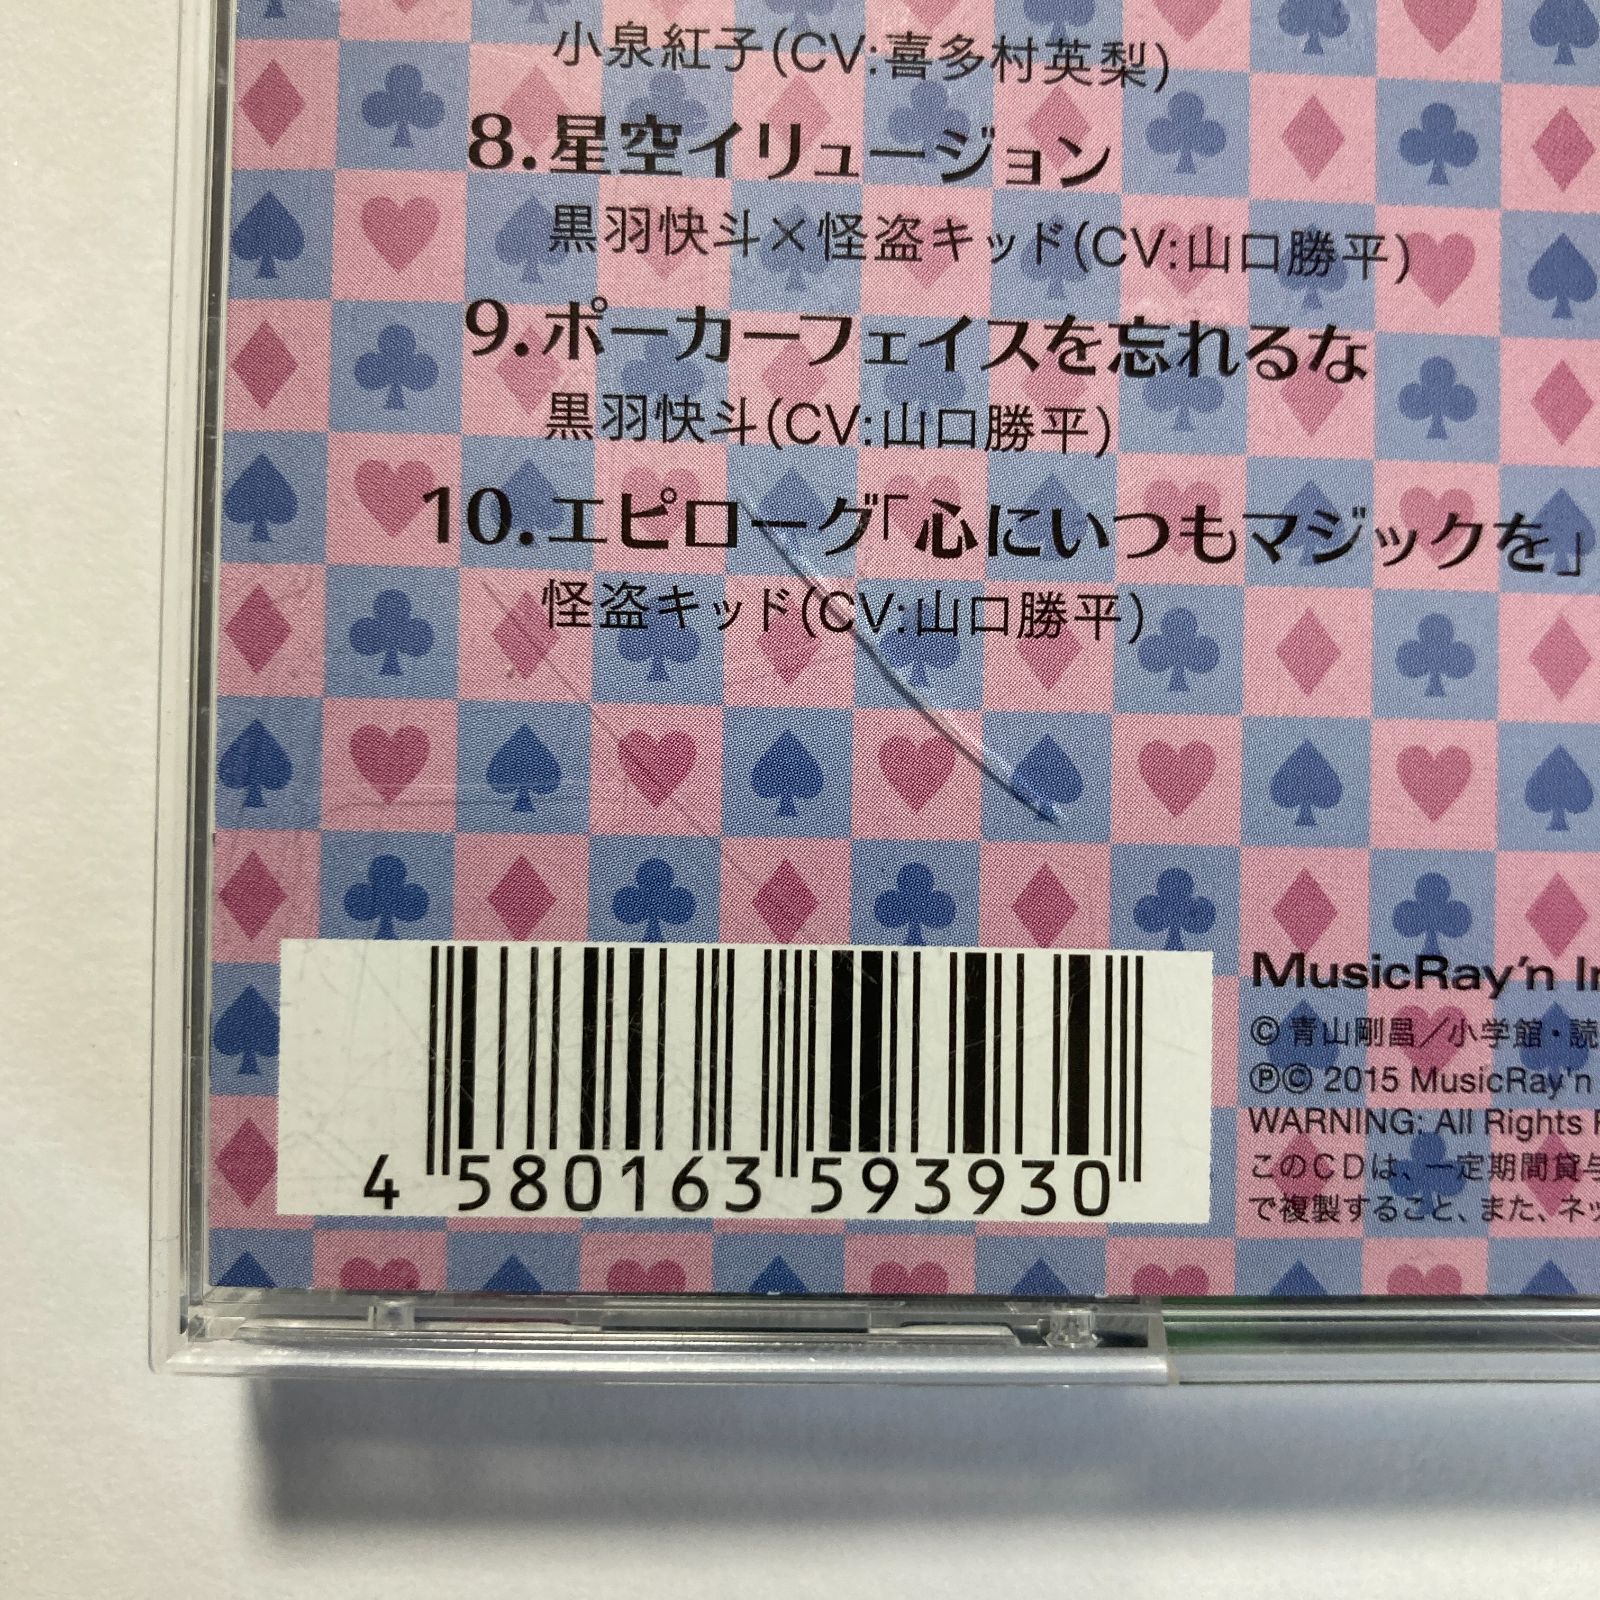 小泉紅子(CV:喜多村英梨)
8.星空イリュージョン
黒羽快斗×怪盗キッド(CV:山口勝平)
9.ポーカーフェイスを忘れるな
黒羽快斗(CV:山口勝平)
10.エピローグ「心にいつもマジックを」
怪盗キッド(CV:山口勝平)
4 580163 593930
MusicRay'n In
© 青山剛昌／小学館・読
Ⓟ© 2015 MusicRay'n
WARNING: All Rights R
このCDは、一定期間貸与
で複製すること、また、ネッ